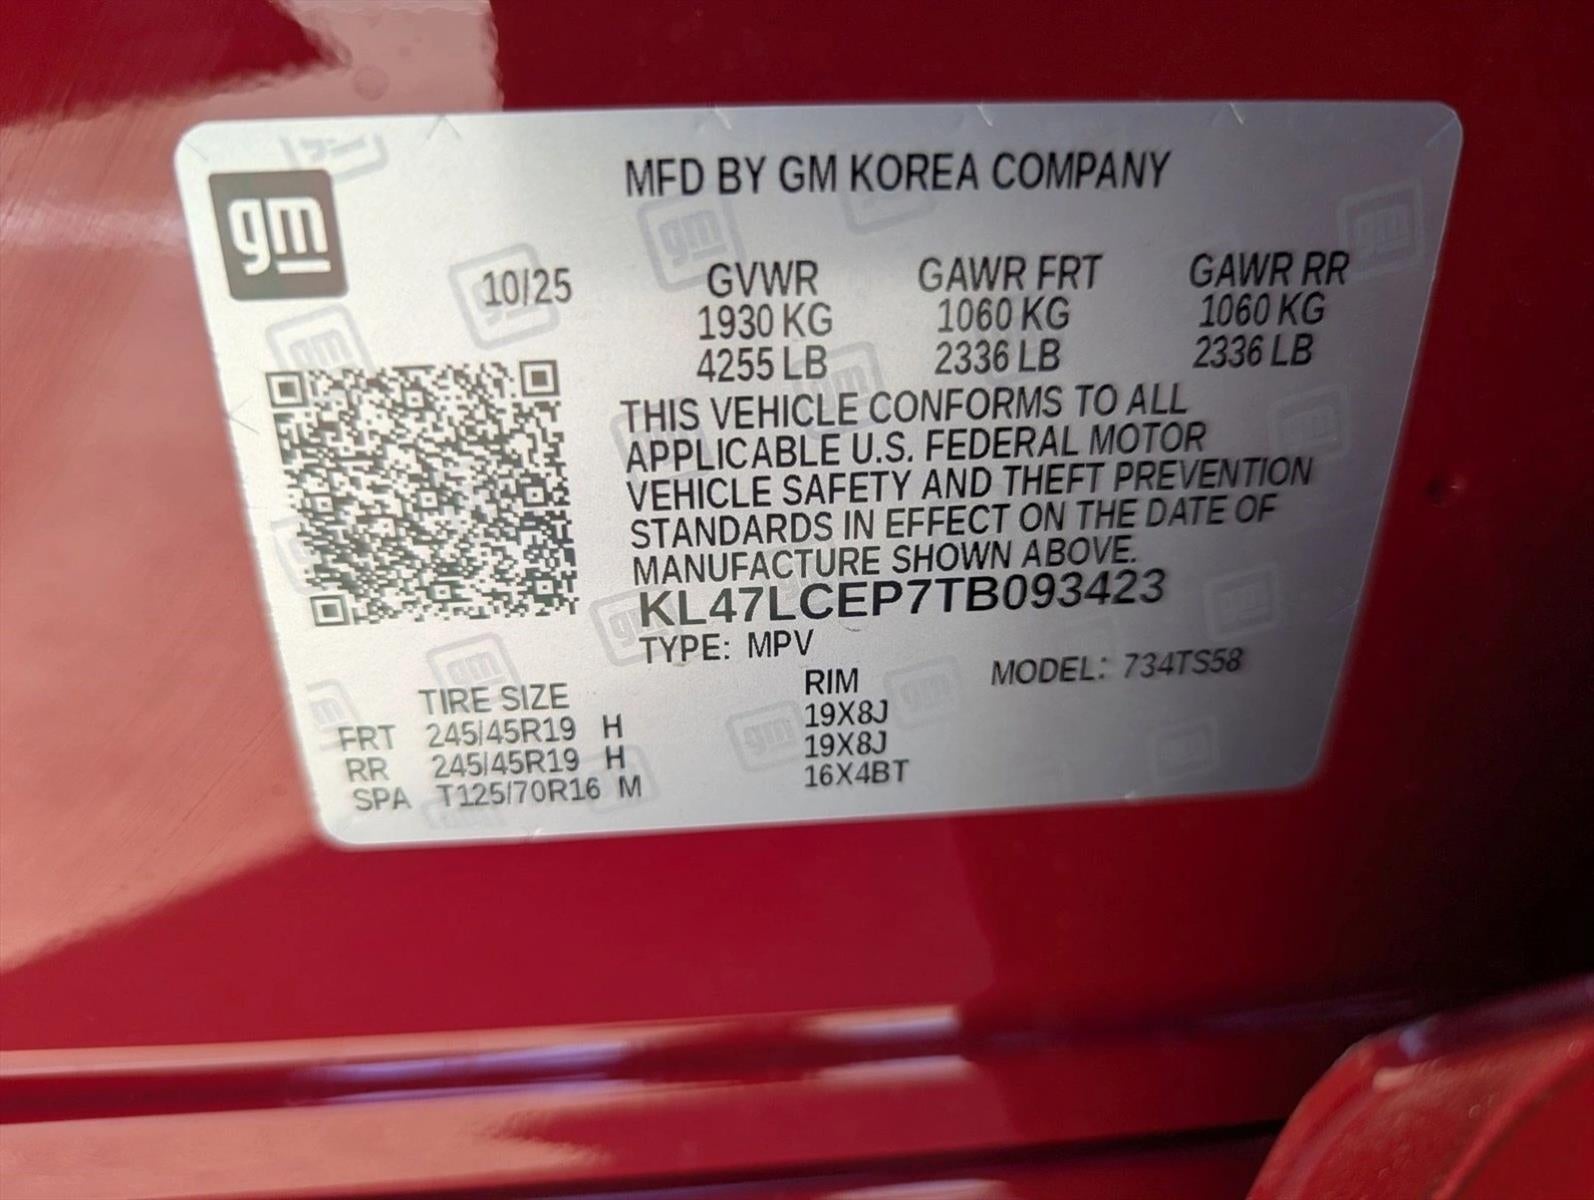 gm
MFD BY GM KOREA COMPANY
10/25 GVWR GAWR FRT GAWR RR
1930 KG 1060 KG 1060 KG
4255 LB 2336 LB 2336 LB
THIS VEHICLE CONFORMS TO ALL
APPLICABLE U.S. FEDERAL MOTOR
VEHICLE SAFETY AND THEFT PREVENTION
STANDARDS IN EFFECT ON THE DATE OF
MANUFACTURE SHOWN ABOVE.
KL47LCEP7TB093423
TYPE: MPV MODEL: 734TS58
TIRE SIZE RIM
FRT 245/45R19 H 19X8J
RR 245/45R19 H 19X8J
SPA T125/70R16 M 16X4BT